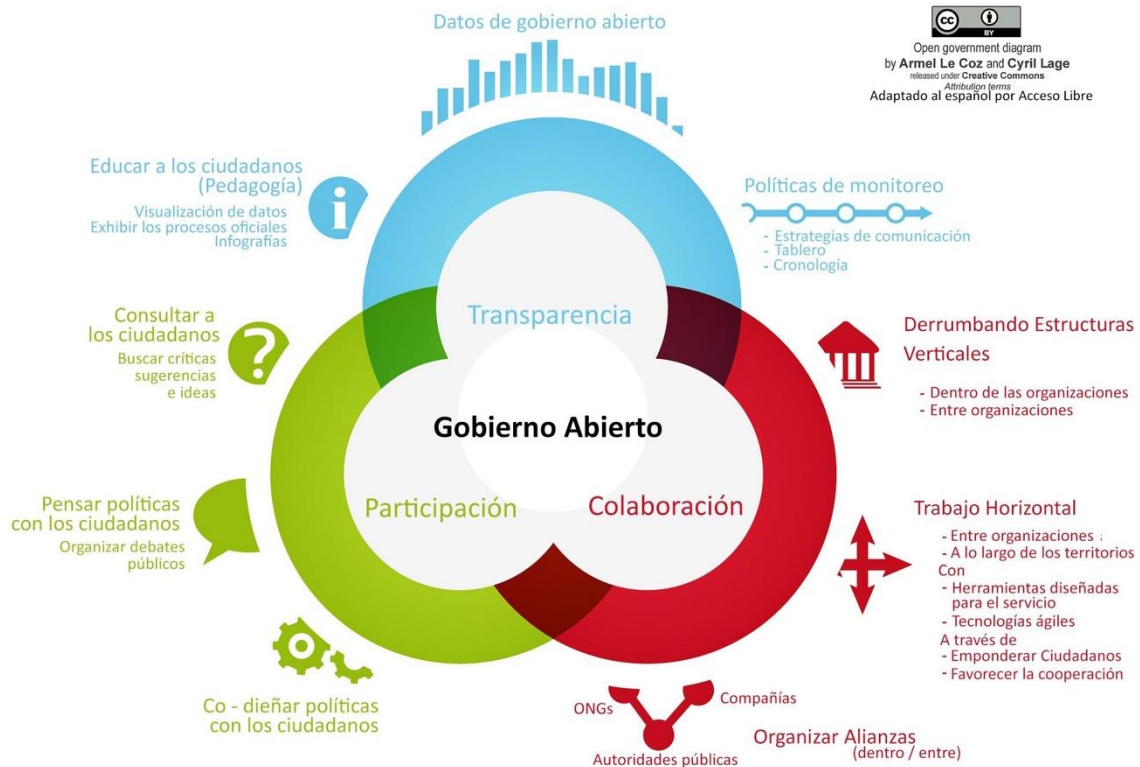 Datos de gobierno abierto
cc
BY
Open government diagram
by Armel Le Coz and Cyril Lage
released under Creative Commons
Attribution terms
Adaptado al español por Acceso Libre
Educar a los ciudadanos
(Pedagogía)
Visualización de datos
Exhibir los procesos oficiales
Infografías
Políticas de monitoreo
- Estrategias de comunicación
- Tablero
- Cronología
Consultar a
los ciudadanos
Buscar críticas
sugerencias
e ideas
Transparencia
Derrumbando Estructuras
Verticales
- Dentro de las organizaciones
- Entre organizaciones
Gobierno Abierto
Participación
Colaboración
Pensar políticas
con los ciudadanos
Organizar debates
públicos
Trabajo Horizontal
- Entre organizaciones :
- A lo largo de los territorios
Con
- Herramientas diseñadas
para el servicio
- Tecnologías ágiles
A través de
- Emponderar Ciudadanos
- Favorecer la cooperación
Co - dieñar políticas
con los ciudadanos
ONGs
Compañías
Autoridades públicas
Organizar Alianzas
(dentro / entre)